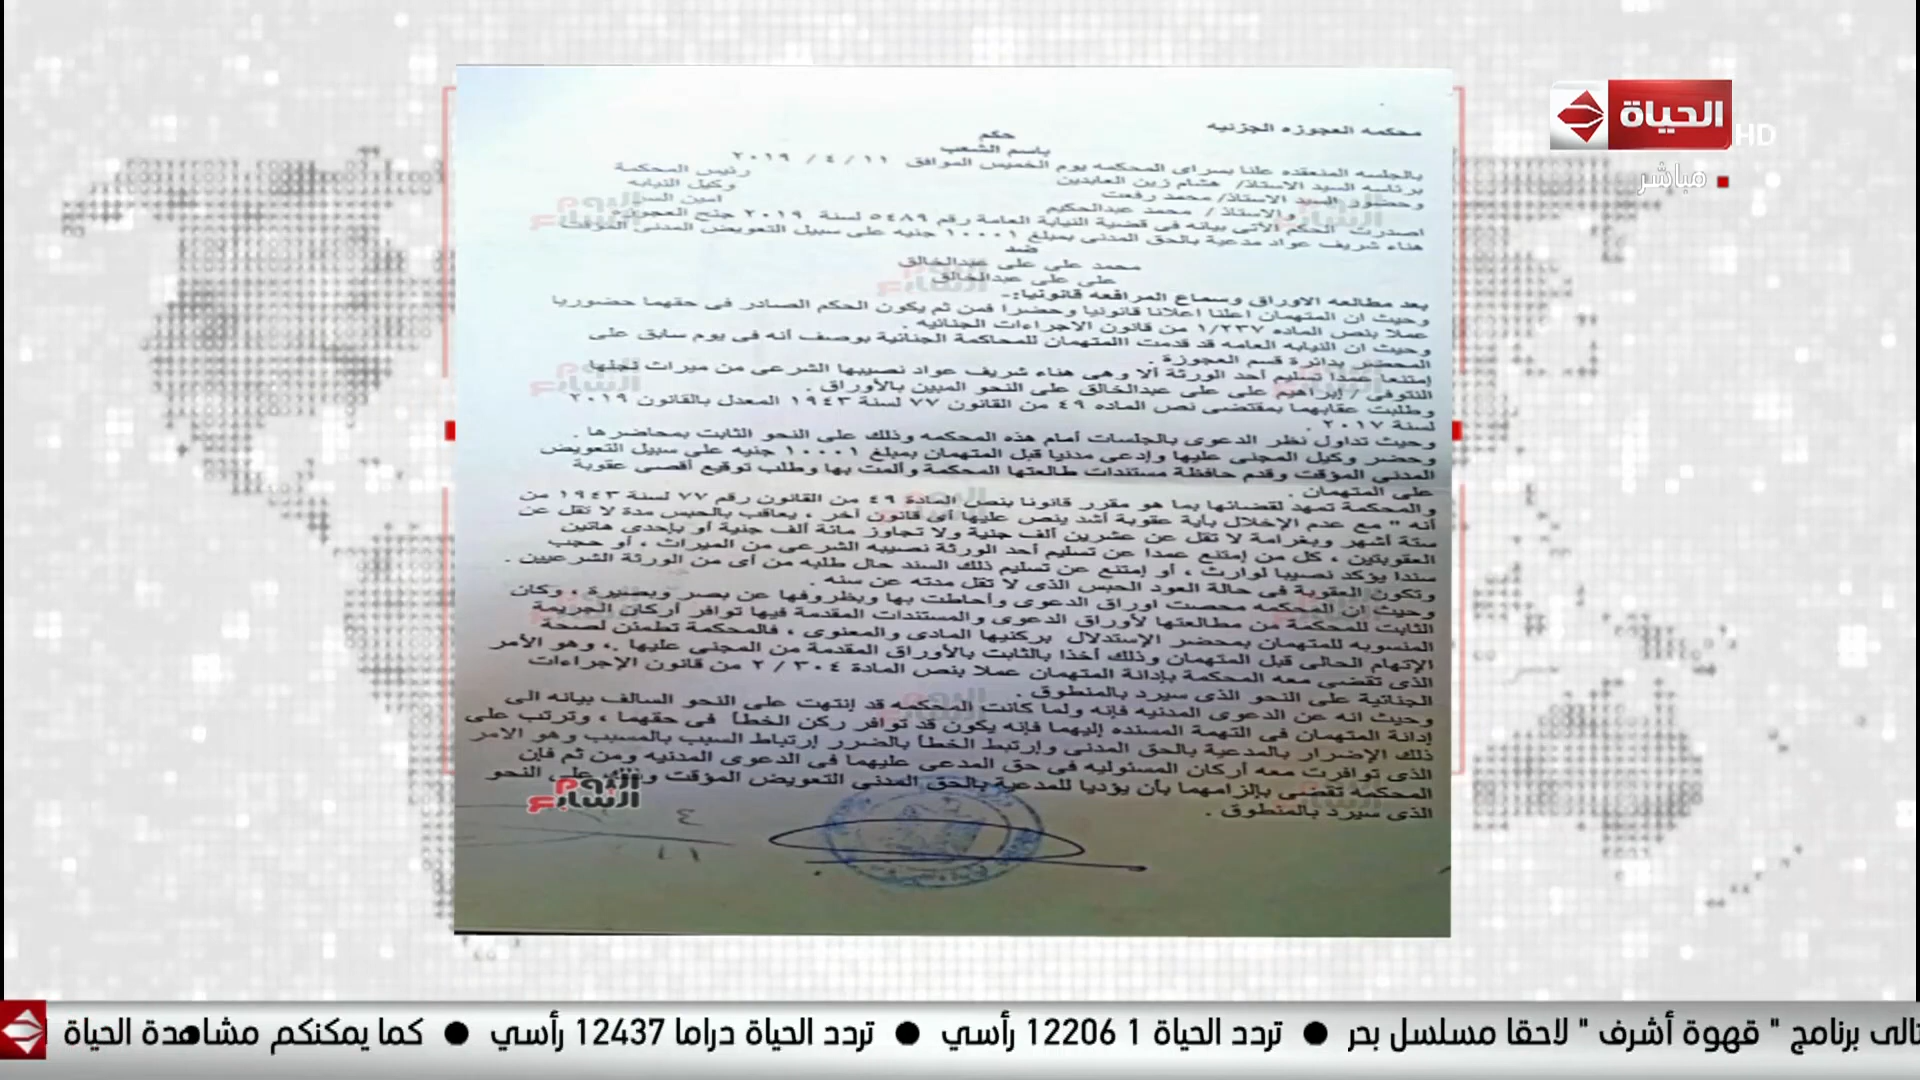 الحياة
HD
مباشر
محكمه العجوزه الجزئيه
حكم
باسم الشعب
بالجلسه المنعقده علنا بسراى المحكمه يوم الخميس الموافق ١١ / ٤ / ٢٠١٩
برئاسه السيد الاستاذ/ هشام زين العابدين رئيس المحكمة
وحضور السيد الاستاذ/ محمد رفعت وكيل النيابه
والاستاذ / محمد عبدالحكيم امين السر
اصدرت الحكم الآتى بيانه فى قضية النيابة العامة رقم ٥٤٨٩ لسنة ٢٠١٩ جنح العجوزة
هناء شريف عواد مدعية بالحق المدنى بمبلغ ١٠٠٠١ جنيه على سبيل التعويض المدنى المؤقت
ضد
محمد على على عبدالخالق
على على عبدالخالق
بعد مطالعه الاوراق وسماع المرافعه قانونيا:-
وحيث ان المتهمان اعلنا اعلانا قانونيا وحضرا فمن ثم يكون الحكم الصادر فى حقهما حضوريا
عملا بنص الماده ١/٢٣٧ من قانون الاجراءات الجنائيه .
وحيث ان النيابه العامه قد قدمت االمتهمان للمحاكمة الجنائية بوصف أنه فى يوم سابق على
المحضر بدائرة قسم العجوزة .
إمتنعا عمدا تسليم أحد الورثة ألا وهى هناء شريف عواد نصيبها الشرعى من ميراث نجلها
التتوفى / إبراهيم على على عبدالخالق على النحو المبين بالأوراق .
وطلبت عقابهما بمقتضى نص الماده ٤٩ من القانون ٧٧ لسنة ١٩٤٣ المعدل بالقانون ٢٠١٩
لسنة ٢٠١٧ .
وحيث تداول نظر الدعوى بالجلسات أمام هذه المحكمه وذلك على النحو الثابت بمحاضرها .
وحضر وكيل المجنى عليها وإدعى مدنيا قبل المتهمان بمبلغ ١٠٠٠١ جنيه على سبيل التعويض
المدنى المؤقت وقدم حافظة مستندات طالعتها المحكمة وألمت بها وطلب توقيع أقصى عقوبة
على المتهمان .
والمحكمة تمهد لقضائها بما هو مقرر قانونا بنص المادة ٤٩ من القانون رقم ٧٧ لسنة ١٩٤٣ من
أنه " مع عدم الإخلال بأية عقوبة أشد ينص عليها أى قانون آخر ، يعاقب بالحبس مدة لا تقل عن
ستة أشهر وبغرامة لا تقل عن عشرين ألف جنية ولا تجاوز مائة ألف جنية أو بإحدى هاتين
العقوبتين ، كل من إمتنع عمدا عن تسليم أحد الورثة نصيبه الشرعى من الميراث ، أو حجب
سندا يؤكد نصيبا لوارث ، أو إمتنع عن تسليم ذلك السند حال طلبه من أى من الورثة الشرعيين .
وتكون العقوبة فى حالة العود الحبس الذى لا تقل مدته عن سنه .
وحيث ان المحكمه محصت اوراق الدعوى وأحاطت بها وبظروفها عن بصر وبصيرة ، وكان
الثابت للمحكمة من مطالعتها لأوراق الدعوى والمستندات المقدمة فيها توافر أركان الجريمة
المنسوبه للمتهمان بمحضر الإستدلال بركنيها المادى والمعنوى ، فالمحكمة تطمئن لصحة
الإتهام الحالى قبل المتهمان وذلك أخذا بالثابت بالأوراق المقدمة من المجنى عليها .، وهو الأمر
الذى تقضى معه المحكمة بإدانة المتهمان عملا بنص المادة ٣٠٤ / ٢ من قانون الإجراءات
الجنائية على النحو الذى سيرد بالمنطوق .
وحيث انه عن الدعوى المدنيه فإنه ولما كانت المحكمه قد إنتهت على النحو السالف بيانه الى
إدانة المتهمان فى التهمة المسنده إليهما فإنه يكون قد توافر ركن الخطأ فى حقهما ، وترتب على
ذلك الإضرار بالمدعية بالحق المدنى وإرتبط الخطأ بالضرر إرتباط السبب بالمسبب وهو الامر
الذى توافرت معه أركان المسئوليه فى حق المدعى عليهما فى الدعوى المدنيه ومن ثم فإن
المحكمه تقضى بإلزامهما بأن يؤديا للمدعية بالحق المدنى التعويض المؤقت وذلك على النحو
الذى سيرد بالمنطوق .
اليوم السابع
تالى برنامج " قهوة أشرف " لاحقا مسلسل بحر ● تردد الحياة 1 12206 رأسي ● تردد الحياة دراما 12437 رأسي ● كما يمكنكم مشاهدة الحياة